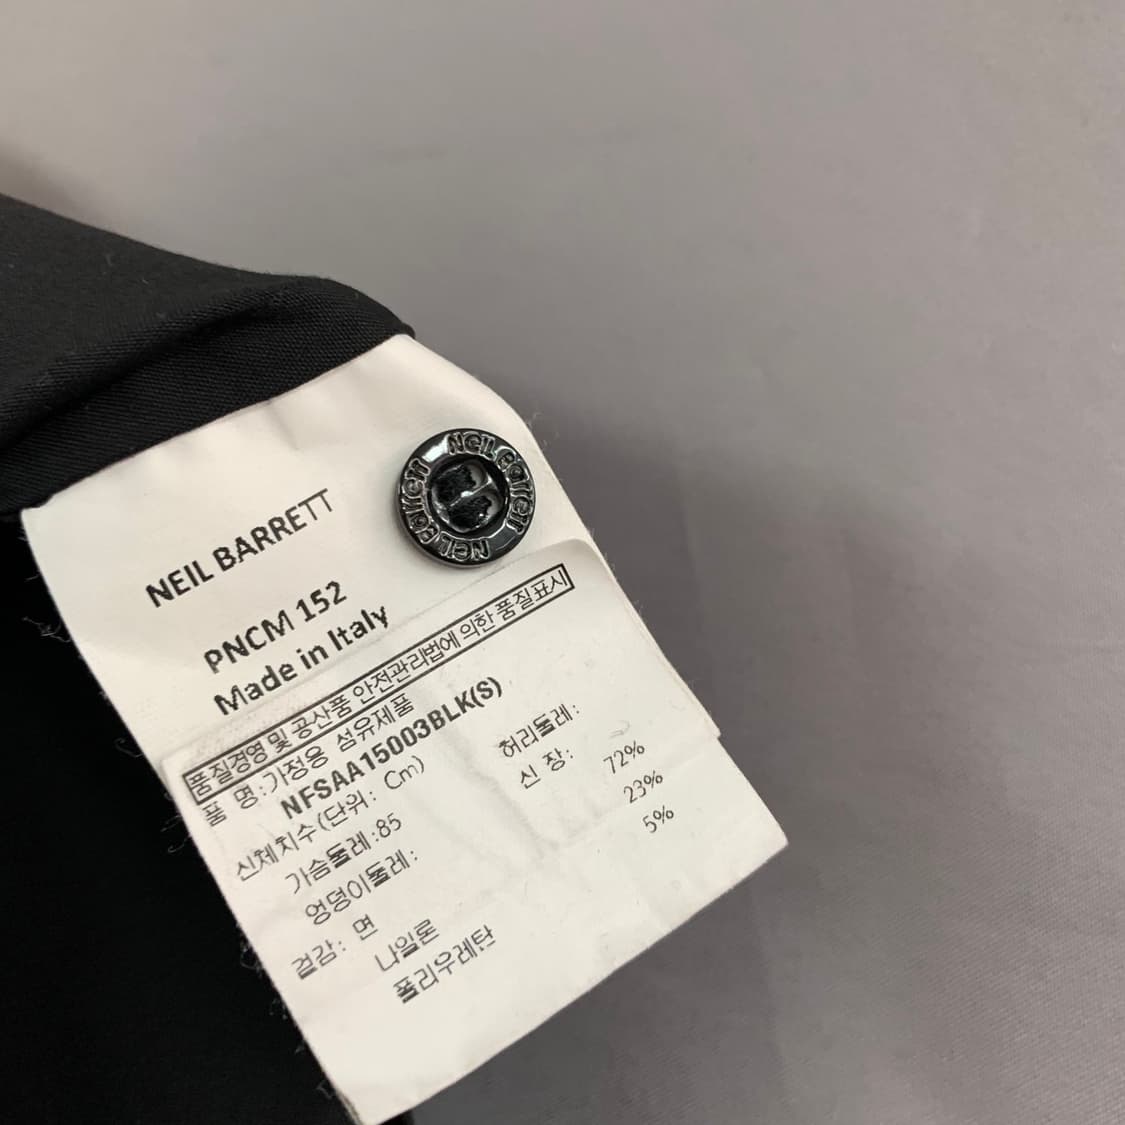 NEIL BARRETT NEIL BARRETT
NEIL BARRETT
PNCM 152
Made in Italy
품질경영 및 공산품 안전관리법에 의한 품질표시
품 명:가정용 섬유제품
NFSAA15003BLK(S)
신체치수(단위: Cm)
가슴둘레:85
허리둘레:
엉덩이둘레:
신 장:
겉감: 면 72%
나일론 23%
폴리우레탄 5%